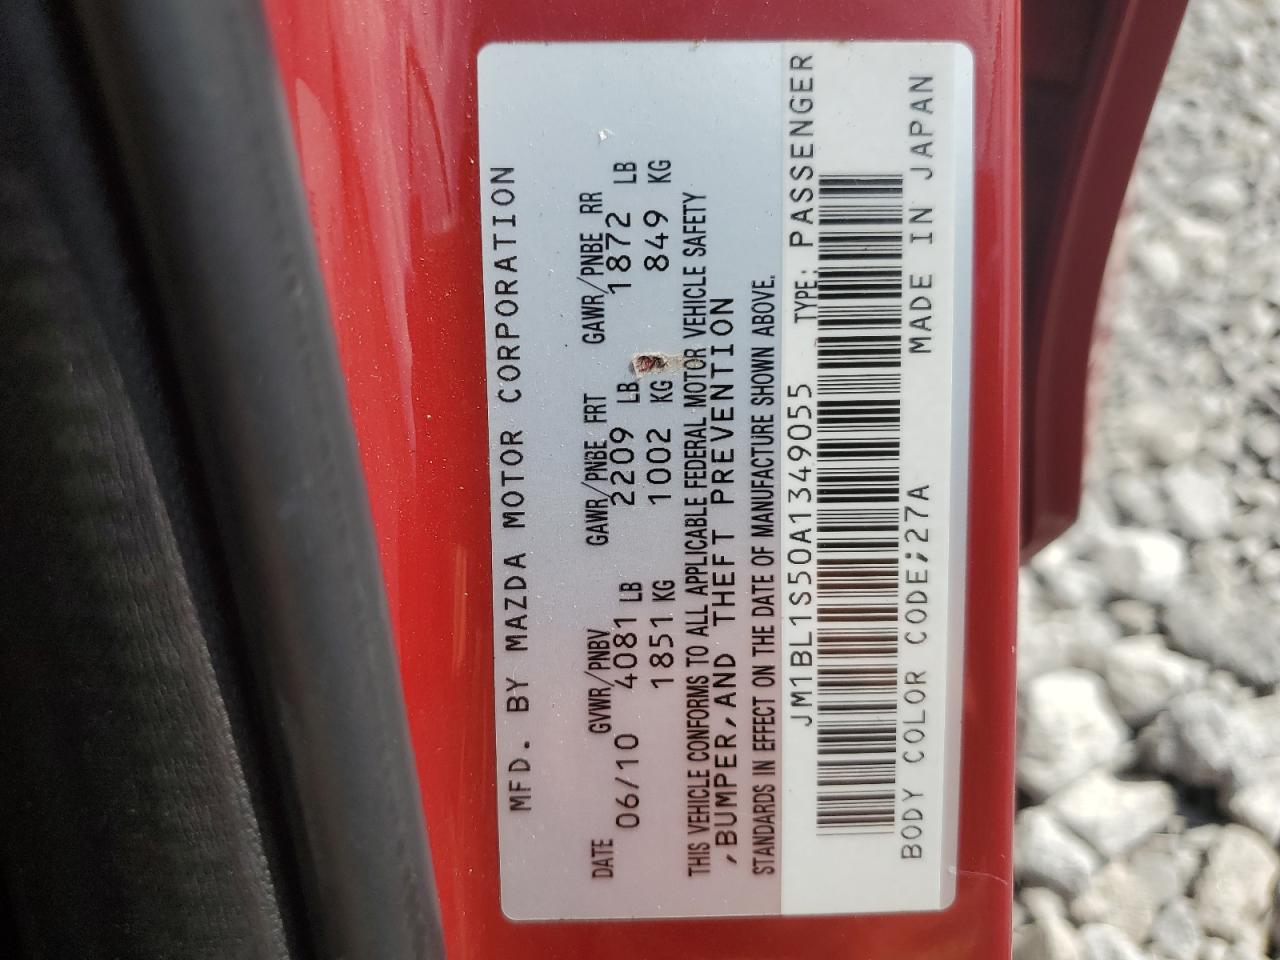 MFD. BY MAZDA MOTOR CORPORATION
DATE GVWR/PNBV GAWR/PNBE FRT GAWR/PNBE RR
06/10 4081 LB 2209 LB 1872 LB
1851 KG 1002 KG 849 KG
THIS VEHICLE CONFORMS TO ALL APPLICABLE FEDERAL MOTOR VEHICLE SAFETY
,BUMPER,AND THEFT PREVENTION
STANDARDS IN EFFECT ON THE DATE OF MANUFACTURE SHOWN ABOVE.
JM1BL1S50A1349055 TYPE: PASSENGER
BODY COLOR CODE;27A MADE IN JAPAN